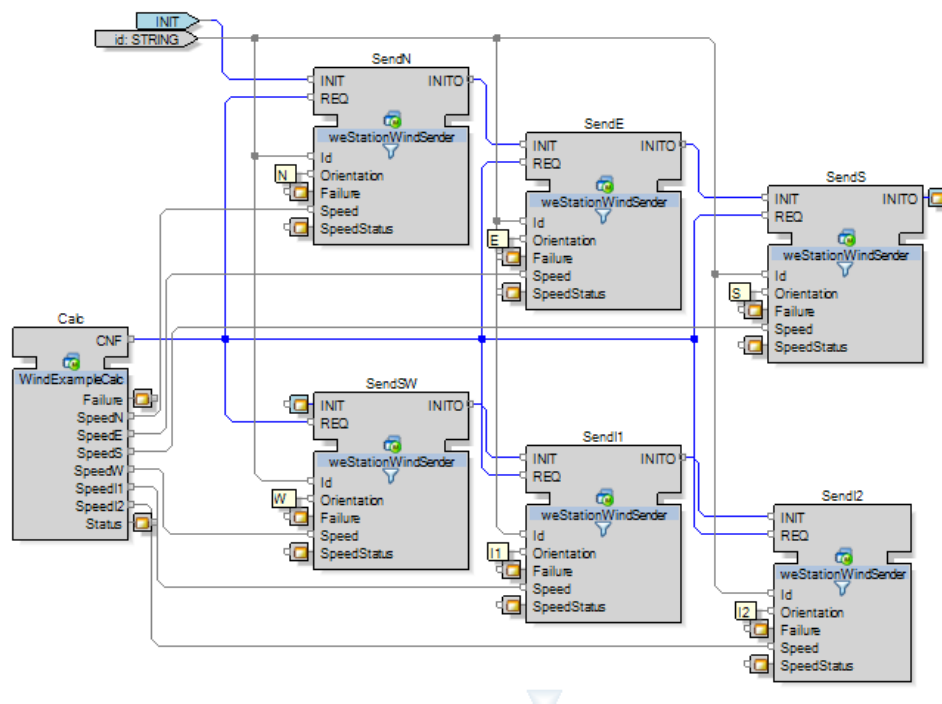 INIT
id: STRING
SendN
INIT INITO
REQ
weStationWindSender
Id
N Orientation
Failure
Speed
SpeedStatus
SendE
INIT INITO
REQ
weStationWindSender
Id
E Orientation
Failure
Speed
SpeedStatus
SendS
INIT INITO
REQ
weStationWindSender
Id
S Orientation
Failure
Speed
SpeedStatus
Calc
CNF
WindExampleCalc
Failure
SpeedN
SpeedE
SpeedS
SpeedW
SpeedI1
SpeedI2
Status
SendSW
INIT INITO
REQ
weStationWindSender
Id
W Orientation
Failure
Speed
SpeedStatus
SendI1
INIT INITO
REQ
weStationWindSender
Id
I1 Orientation
Failure
Speed
SpeedStatus
SendI2
INIT INITO
REQ
weStationWindSender
Id
I2 Orientation
Failure
Speed
SpeedStatus